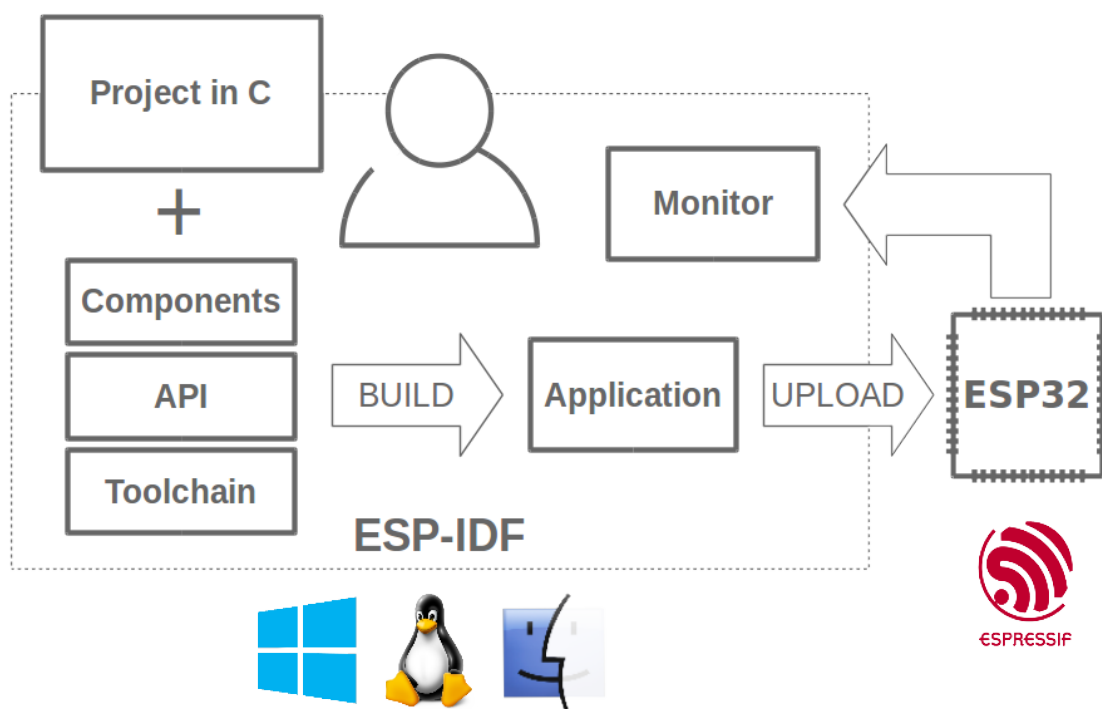 Project in C
+
Components
API
Toolchain
BUILD
Application
UPLOAD
Monitor
ESP32
ESP-IDF
ESPRESSIF